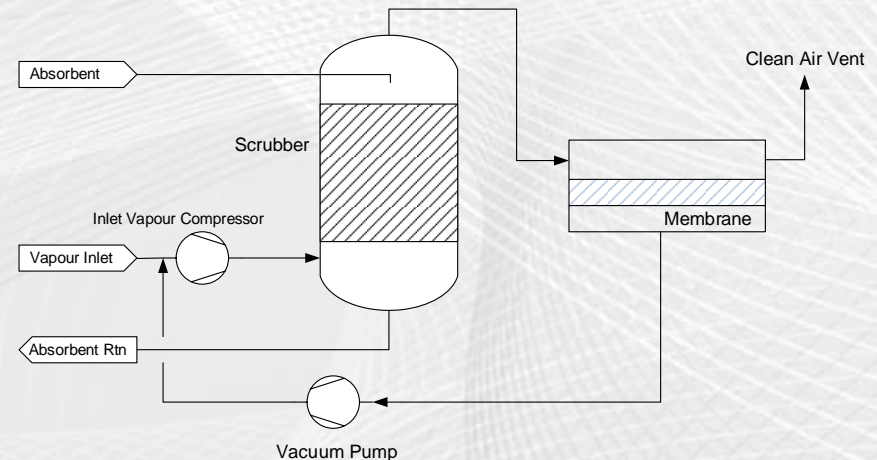 Clean Air Vent
Absorbent
Scrubber
Inlet Vapour Compressor
Membrane
Vapour Inlet
Absorbent Rtn
Vacuum Pump